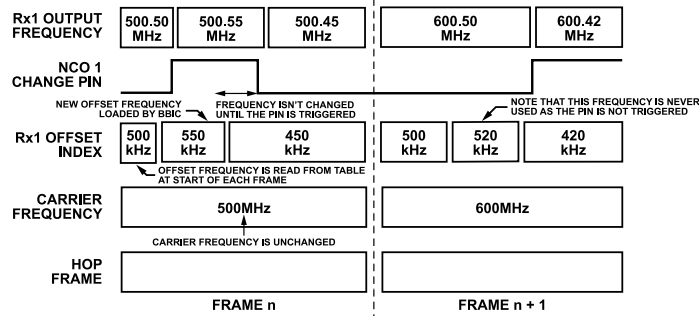 Rx1 OUTPUT
FREQUENCY
500.50
MHz
500.55
MHz
500.45
MHz
600.50
MHz
600.42
MHz
NCO 1
CHANGE PIN
NEW OFFSET FREQUENCY
LOADED BY BBIC
FREQUENCY ISN'T CHANGED
UNTIL THE PIN IS TRIGGERED
NOTE THAT THIS FREQUENCY IS NEVER
USED AS THE PIN IS NOT TRIGGERED
Rx1 OFFSET
INDEX
500
kHz
550
kHz
450
kHz
500
kHz
520
kHz
420
kHz
OFFSET FREQUENCY IS READ FROM TABLE
AT START OF EACH FRAME
CARRIER
FREQUENCY
500MHz
600MHz
CARRIER FREQUENCY IS UNCHANGED
HOP
FRAME
FRAME n
FRAME n + 1